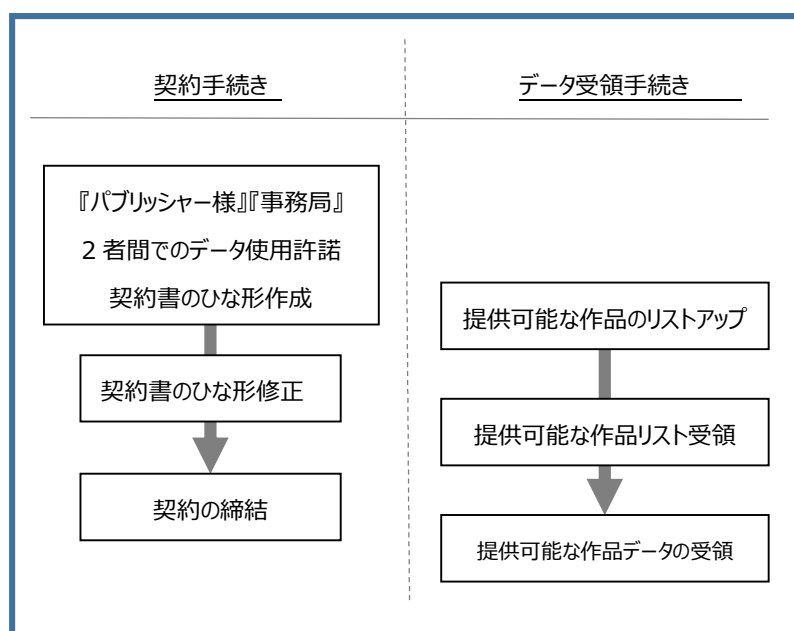 契約手続き
データ受領手続き
『パブリッシャー様』『事務局』
2 者間でのデータ使用許諾
契約書のひな形作成
契約書のひな形修正
契約の締結
提供可能な作品のリストアップ
提供可能な作品リスト受領
提供可能な作品データの受領